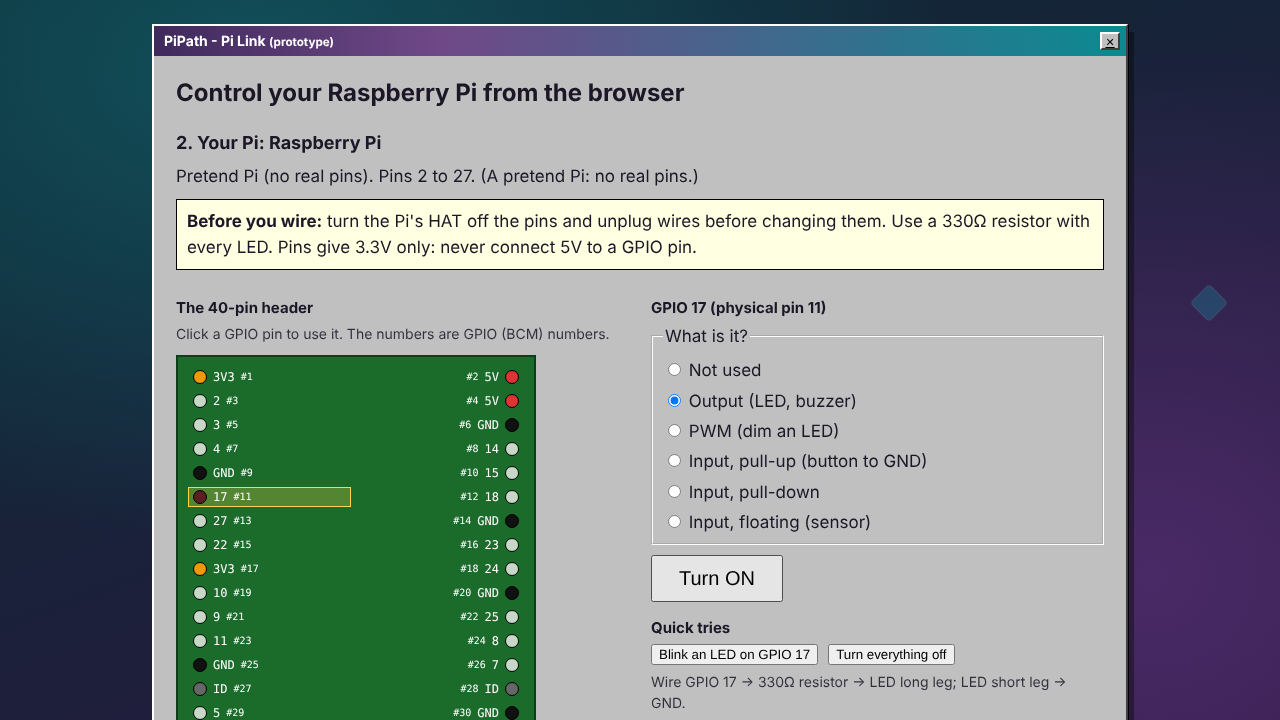 PiPath - Pi Link (prototype)
x
Control your Raspberry Pi from the browser
2. Your Pi: Raspberry Pi
Pretend Pi (no real pins). Pins 2 to 27. (A pretend Pi: no real pins.)
Before you wire: turn the Pi's HAT off the pins and unplug wires before changing them. Use a 330Ω resistor with
every LED. Pins give 3.3V only: never connect 5V to a GPIO pin.
The 40-pin header
Click a GPIO pin to use it. The numbers are GPIO (BCM) numbers.
3V3 #1 #2 5V
2 #3 #4 5V
3 #5 #6 GND
4 #7 #8 14
GND #9 #10 15
17 #11 #12 18
27 #13 #14 GND
22 #15 #16 23
3V3 #17 #18 24
10 #19 #20 GND
9 #21 #22 25
11 #23 #24 8
GND #25 #26 7
ID #27 #28 ID
5 #29 #30 GND
GPIO 17 (physical pin 11)
What is it?
Not used
Output (LED, buzzer)
PWM (dim an LED)
Input, pull-up (button to GND)
Input, pull-down
Input, floating (sensor)
Turn ON
Quick tries
Blink an LED on GPIO 17 Turn everything off
Wire GPIO 17 → 330Ω resistor → LED long leg; LED short leg →
GND.